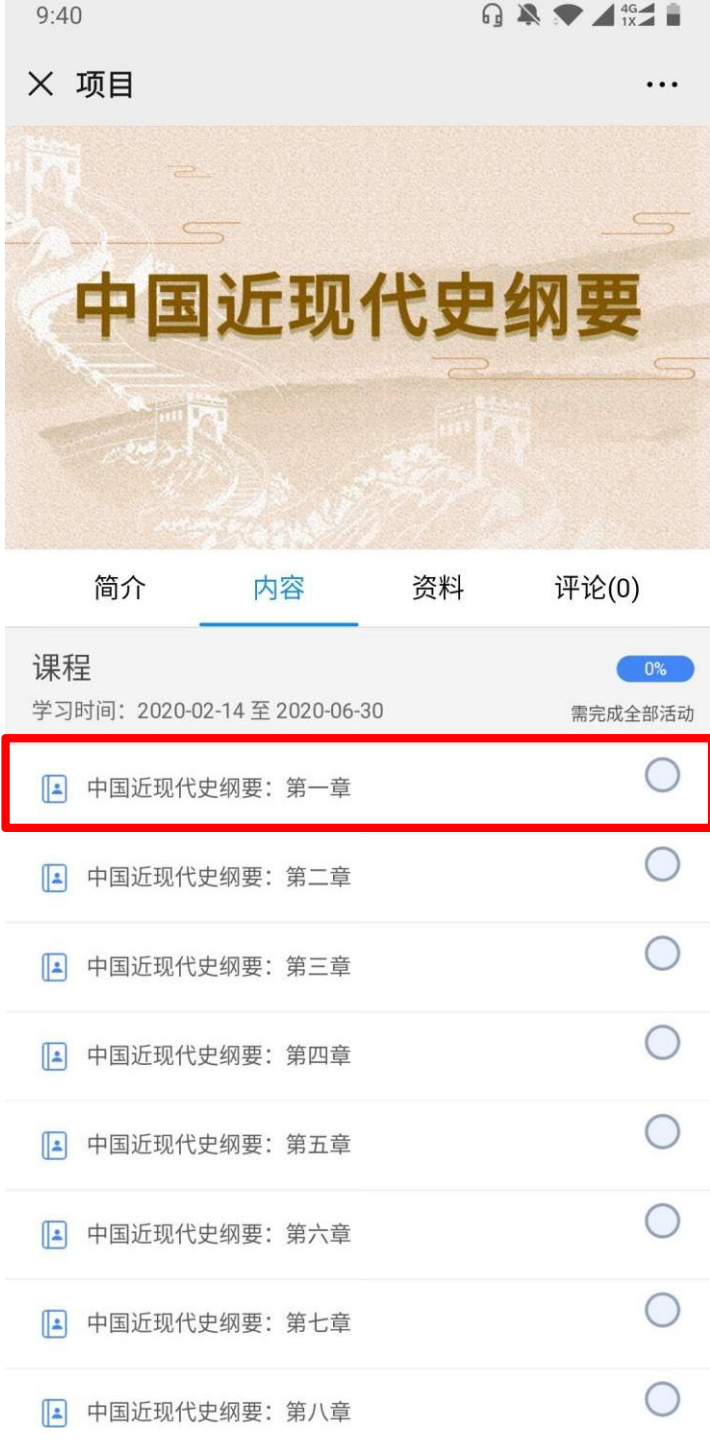 9:40
4G
1X
项目
中国近现代史纲要
简介 内容 资料 评论(0)
课程
0%
学习时间：2020-02-14 至 2020-06-30
需完成全部活动
中国近现代史纲要：第一章
中国近现代史纲要：第二章
中国近现代史纲要：第三章
中国近现代史纲要：第四章
中国近现代史纲要：第五章
中国近现代史纲要：第六章
中国近现代史纲要：第七章
中国近现代史纲要：第八章